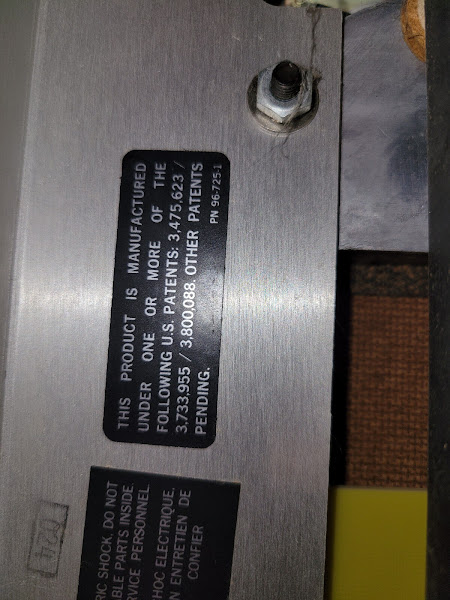 THIS PRODUCT IS MANUFACTURED
UNDER ONE OR MORE OF THE
FOLLOWING U.S. PATENTS: 3,475,623 /
3,733,955 / 3,800,088. OTHER PATENTS
PENDING.
PN 96-725-1
RIC SHOCK, DO NOT
ABLE PARTS INSIDE.
RVICE PERSONNEL
HOC ELECTRIQUE,
N ENTRETIEN DE
CONFIER
024